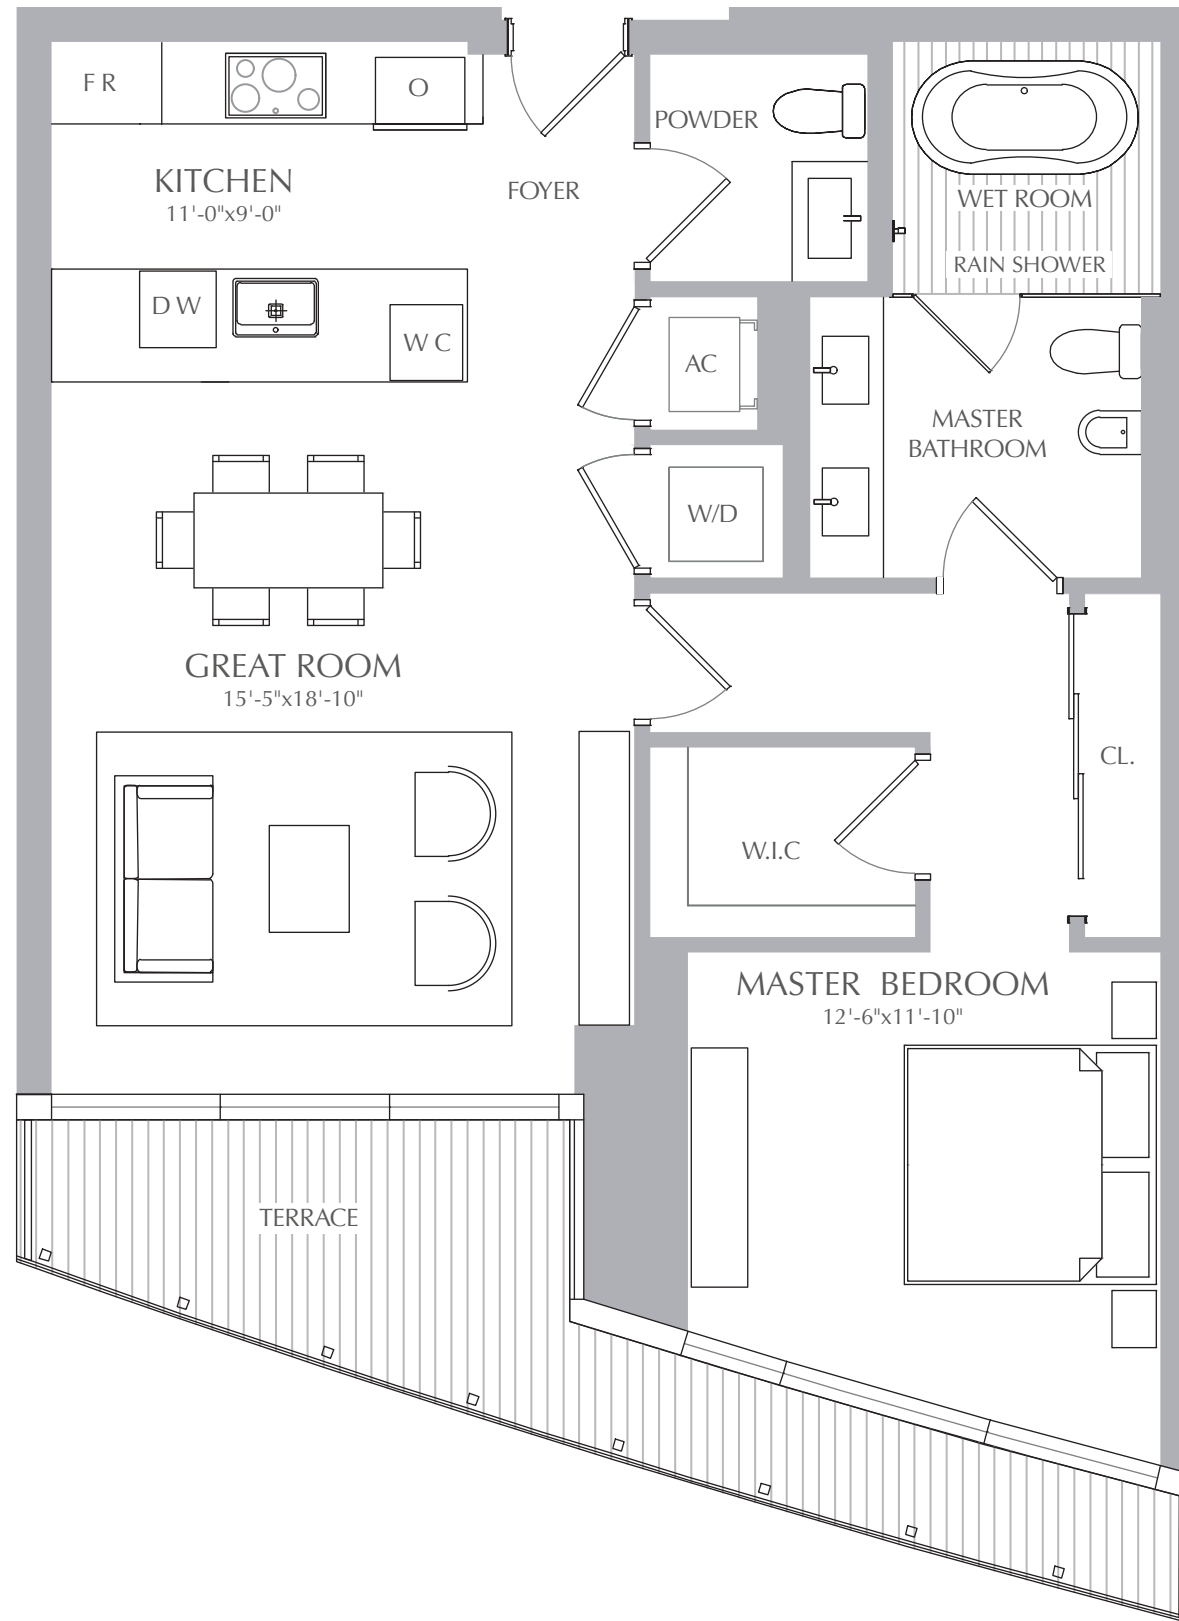 F R
O
POWDER
KITCHEN
11'-0"x9'-0"
FOYER
WET ROOM
RAIN SHOWER
D W
W C
AC
MASTER
BATHROOM
W/D
GREAT ROOM
15'-5"x18'-10"
CL.
W.I.C
MASTER BEDROOM
12'-6"x11'-10"
TERRACE